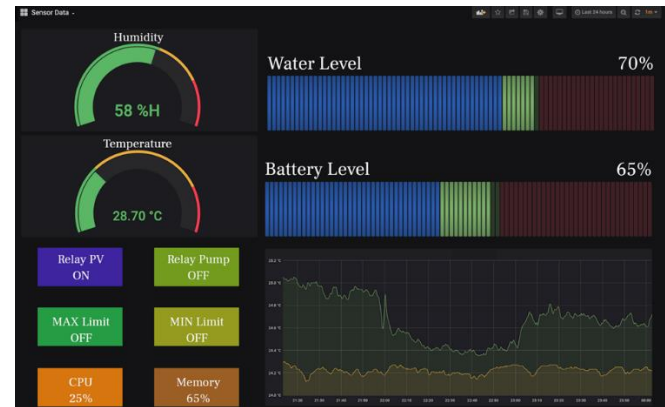 Sensor Data
Last 24 hours
Humidity
58 %H
Water Level
70%
Temperature
28.70 °C
Battery Level
65%
Relay PV
ON
Relay Pump
OFF
MAX Limit
OFF
MIN Limit
OFF
CPU
25%
Memory
65%